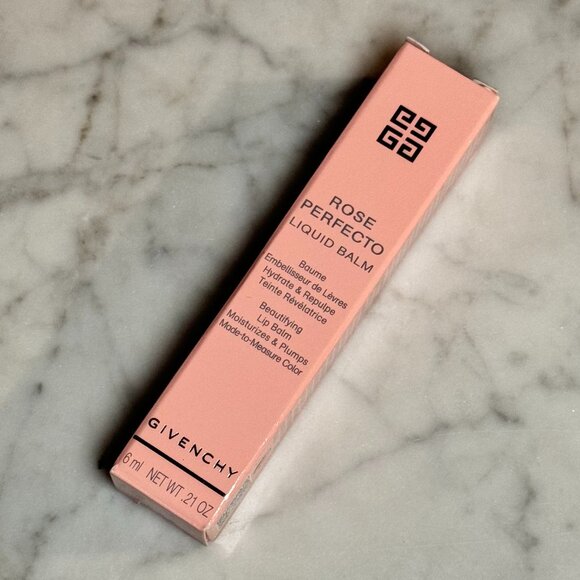 ROSE
PERFECTO
LIQUID BALM
Baume
Embellisseur de Lèvres
Hydrate & Repulpe
Teinte Révélatrice
Beautifying
Lip Balm
Moisturizes & Plumps
Made-to-Measure Color
GIVENCHY
6 ml NET WT .21 OZ